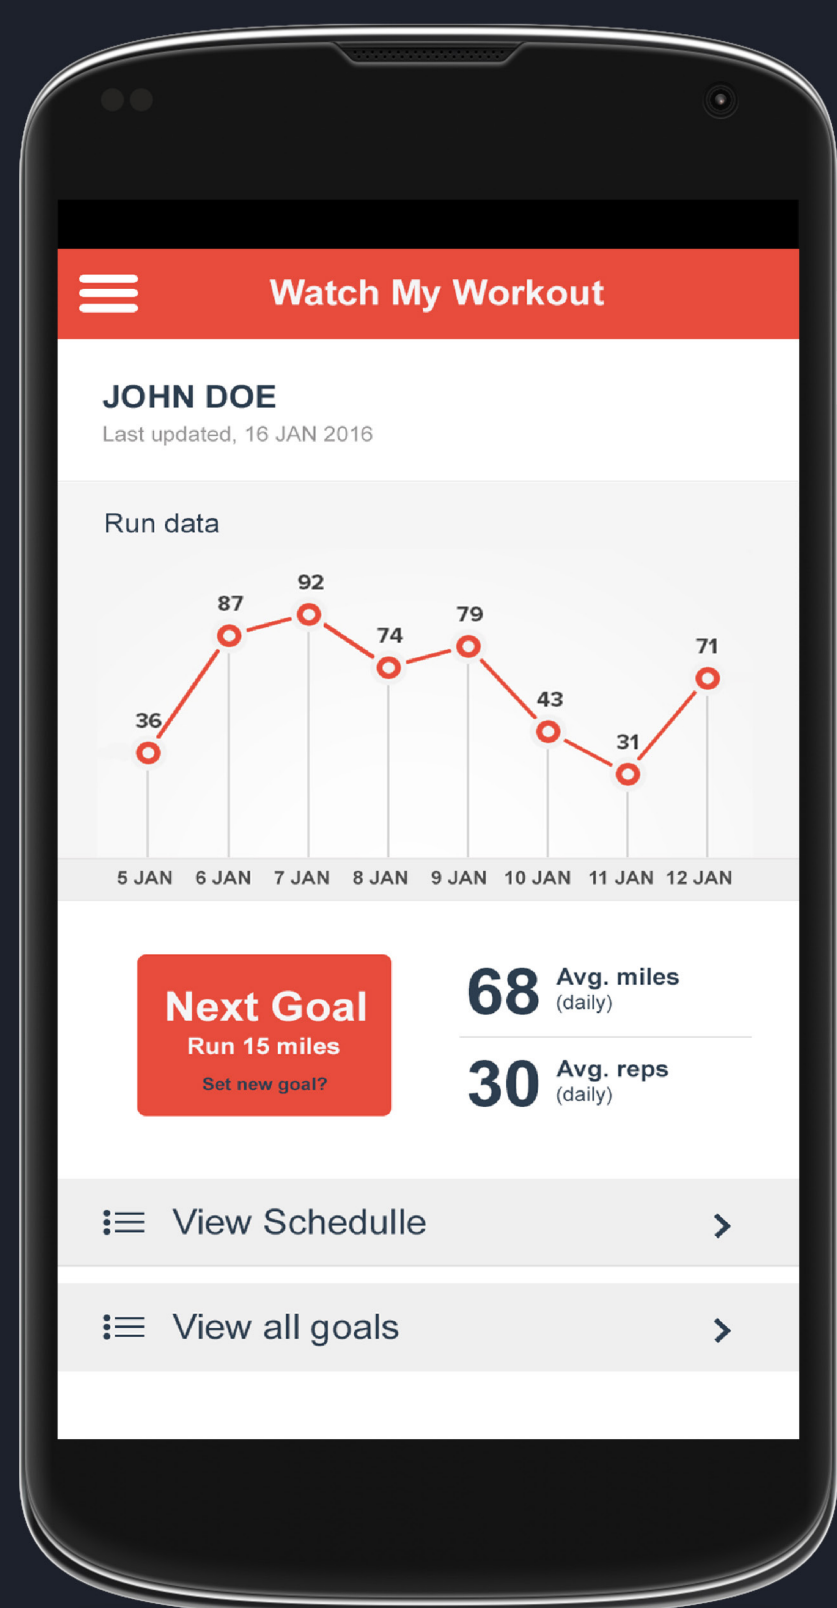 Watch My Workout
JOHN DOE
Last updated, 16 JAN 2016
Run data
36
87
92
74
79
43
31
71
5 JAN 6 JAN 7 JAN 8 JAN 9 JAN 10 JAN 11 JAN 12 JAN
Next Goal
Run 15 miles
Set new goal?
68 Avg. miles
(daily)
30 Avg. reps
(daily)
View Schedulle
View all goals